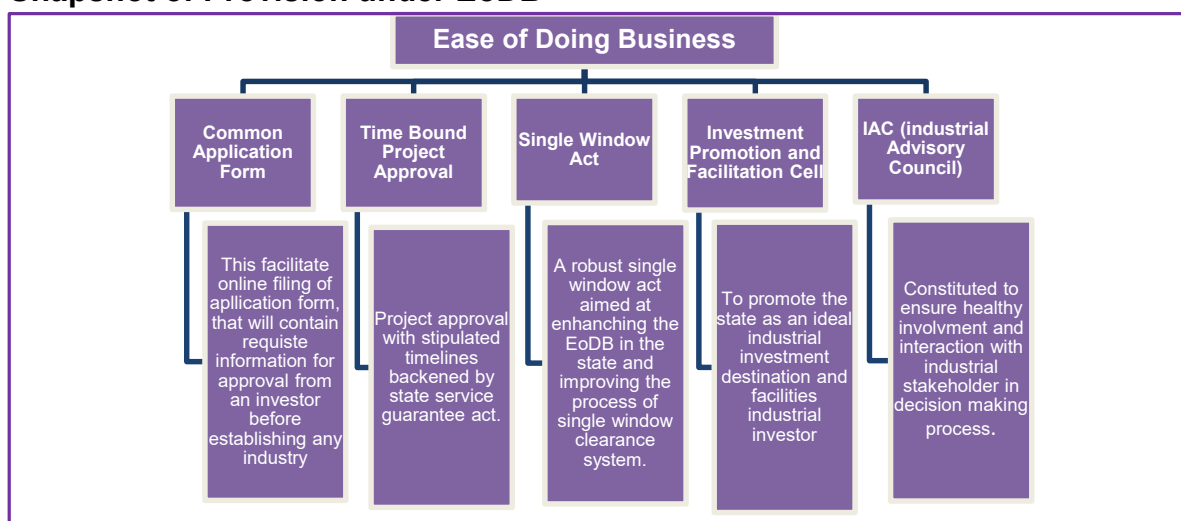 Snapshot of Provision under EoDB
Ease of Doing Business
Common
Application
Form
Time Bound
Project
Approval
Single Window
Act
Investment
Promotion and
Facilitation Cell
IAC (industrial
Advisory
Council)
This facilitate
online filing of
apllication form,
that will contain
requiste
information for
approval from
an investor
before
establishing any
industry
Project approval
with stipulated
timelines
backened by
state service
guarantee act.
A robust single
window act
aimed at
enhanching the
EoDB in the
state and
improving the
process of
single window
clearance
system.
To promote the
state as an ideal
industrial
investment
destination and
facilities
industrial
investor
Constituted to
ensure healthy
involvment and
interaction with
industrial
stakeholder in
decision making
process.